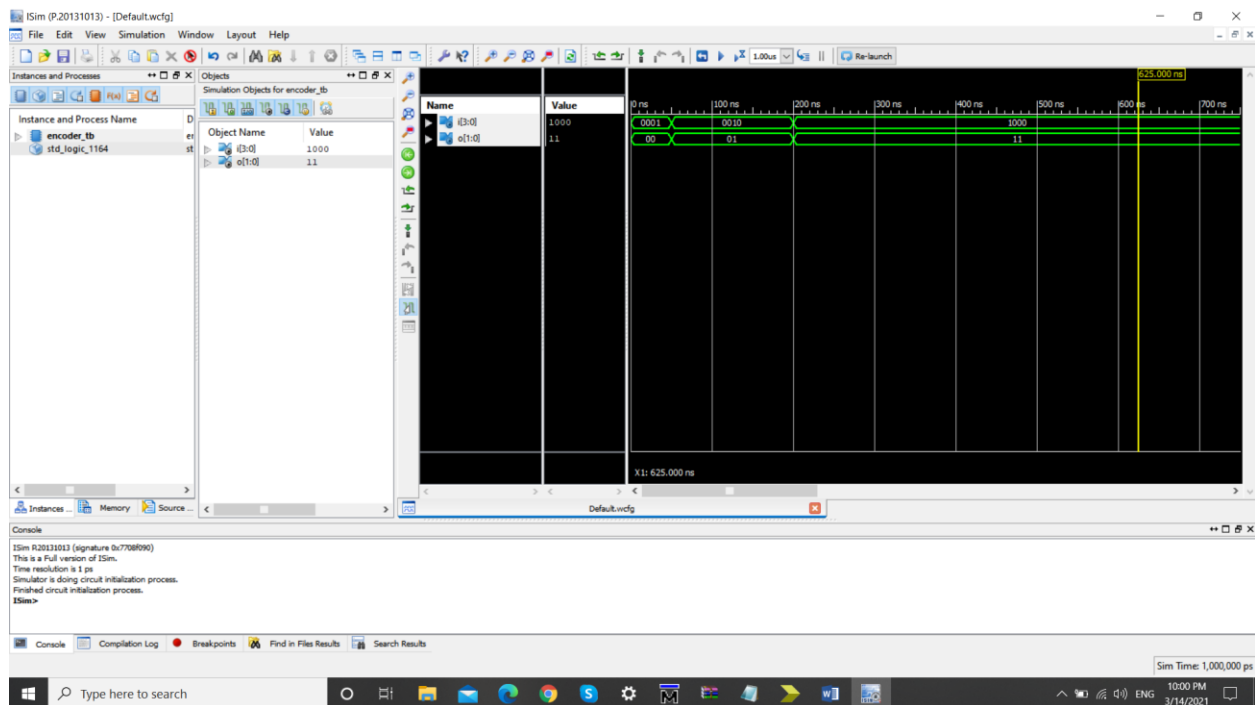 ISim (P.20131013) - [Default.wcfg]
File Edit View Simulation Window Layout Help
1.00us
Re-launch
Instances and Processes
Instance and Process Name D
encoder_tb er
std_logic_1164 st
Instances ... Memory Source ...
Objects
Simulation Objects for encoder_tb
Object Name Value
i[3:0] 1000
o[1:0] 11
Name Value
i[3:0] 1000
o[1:0] 11
625.000 ns
0 ns 100 ns 200 ns 300 ns 400 ns 500 ns 600 ns 700 ns
0001 0010 1000
00 01 11
X1: 625.000 ns
Default.wcfg
Console
ISim P.20131013 (signature 0x7708f090)
This is a Full version of ISim.
Time resolution is 1 ps
Simulator is doing circuit initialization process.
Finished circuit initialization process.
ISim>
Console Compilation Log Breakpoints Find in Files Results Search Results
Sim Time: 1,000,000 ps
Type here to search
ENG
10:00 PM
3/14/2021